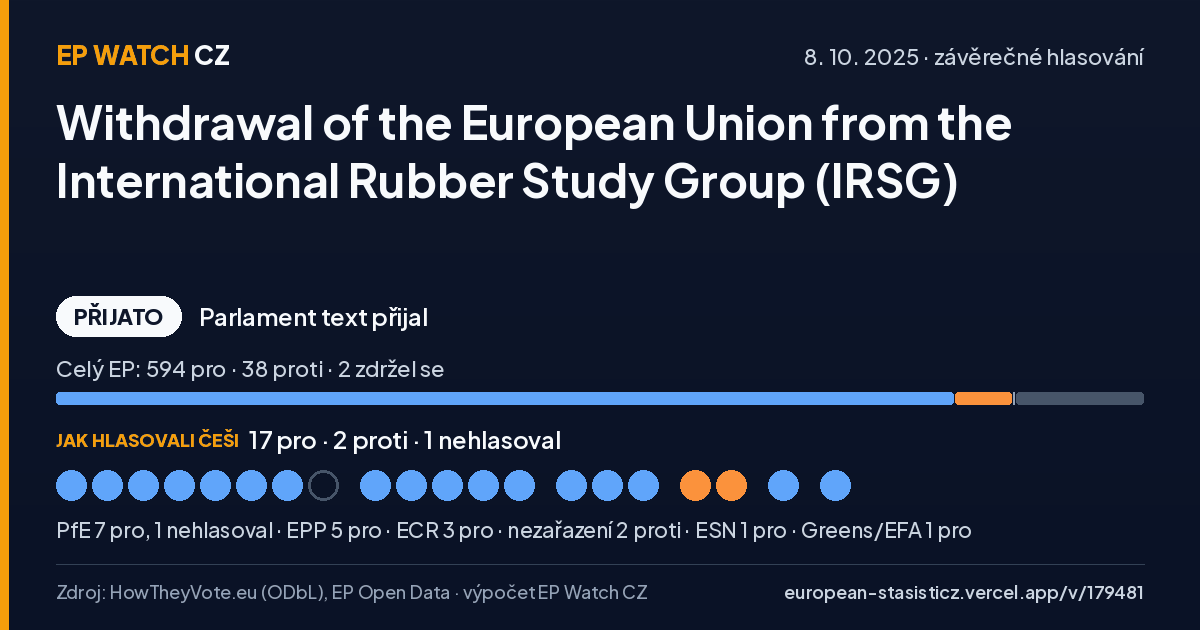 EP WATCH CZ
8. 10. 2025 · závěrečné hlasování
Withdrawal of the European Union from the
International Rubber Study Group (IRSG)
PŘIJATO Parlament text přijal
Celý EP: 594 pro · 38 proti · 2 zdržel se
JAK HLASOVALI ČEŠI 17 pro · 2 proti · 1 nehlasoval
PfE 7 pro, 1 nehlasoval · EPP 5 pro · ECR 3 pro · nezařazení 2 proti · ESN 1 pro · Greens/EFA 1 pro
Zdroj: HowTheyVote.eu (ODbL), EP Open Data · výpočet EP Watch CZ
european-stasisticz.vercel.app/v/179481